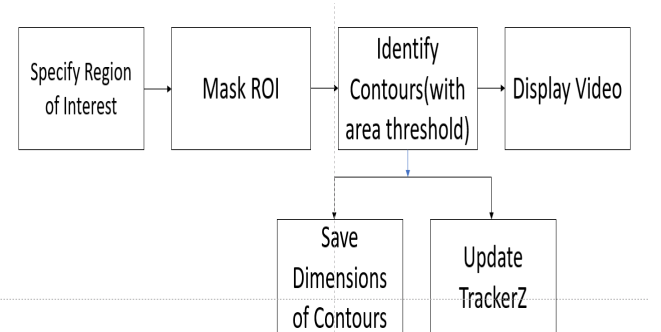 Specify Region
of Interest
Mask ROI
Identify
Contours(with
area threshold)
Display Video
Save
Dimensions
of Contours
Update
TrackerZ